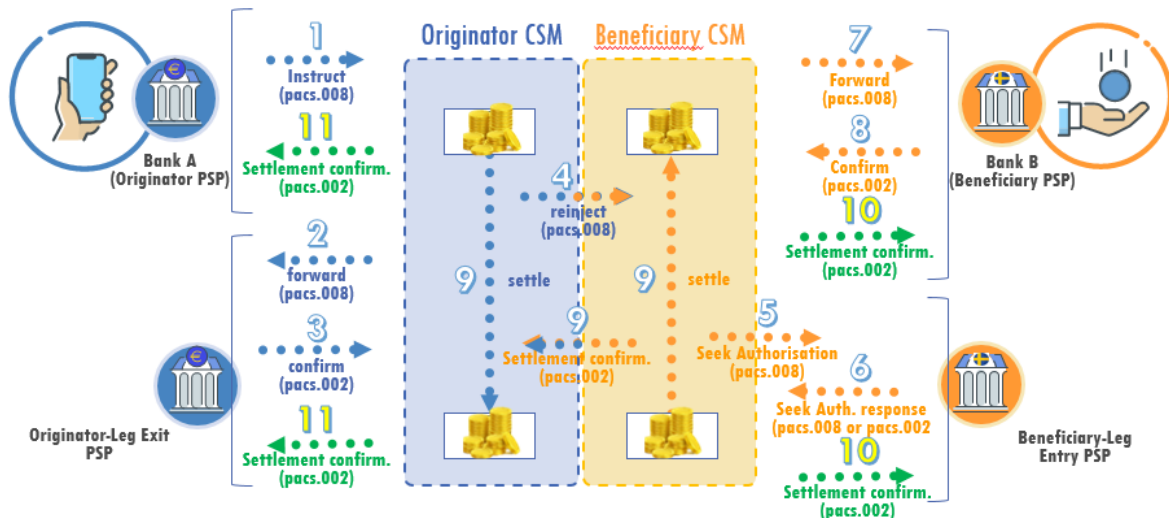 Originator CSM
Beneficiary CSM
1
Instruct
(pacs.008)
11
Settlement confirm.
(pacs.002)
€
Bank A
(Originator PSP)
2
forward
(pacs.008)
3
confirm
(pacs.002)
11
Settlement confirm.
(pacs.002)
€
Originator-Leg Exit
PSP
4
reinject
(pacs.008)
9
settle
9
settle
9
Settlement confirm.
(pacs.002)
7
Forward
(pacs.008)
8
Confirm
(pacs.002)
10
Settlement confirm.
(pacs.002)
Bank B
(Beneficiary PSP)
5
Seek Authorisation
(pacs.008)
6
Seek Auth. response
(pacs.008 or pacs.002
10
Settlement confirm.
(pacs.002)
Beneficiary-Leg
Entry PSP